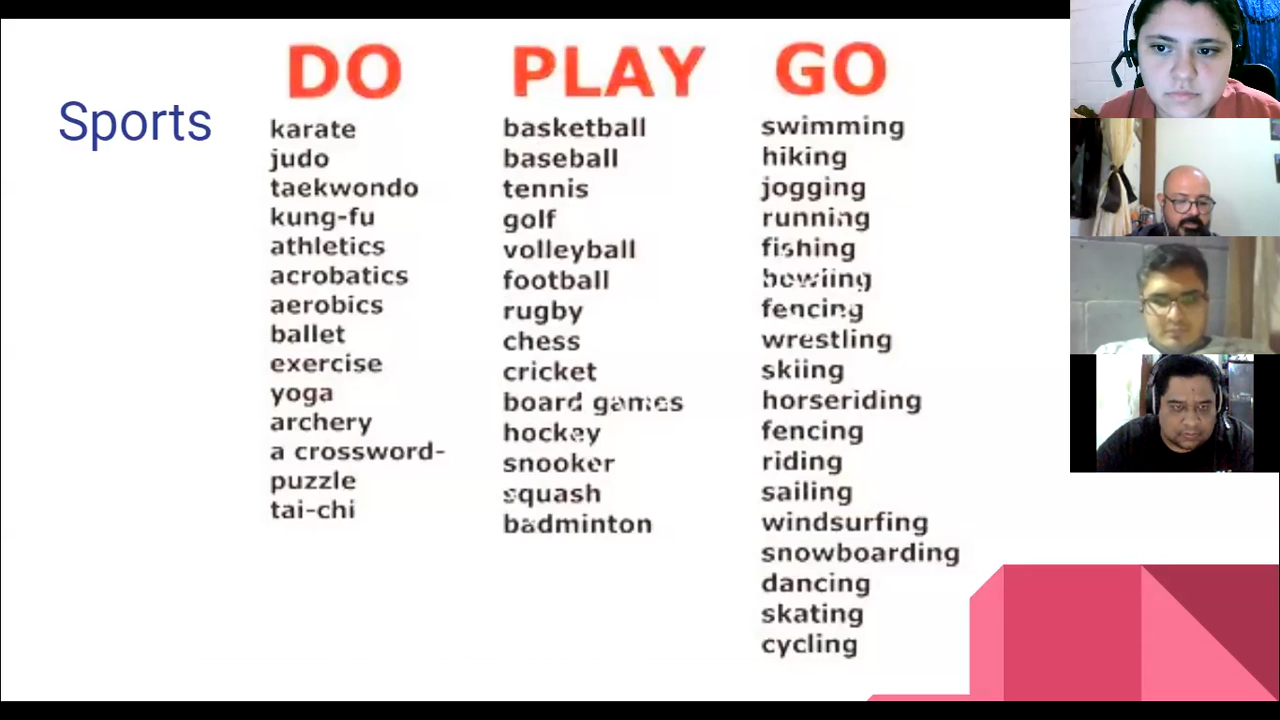 Sports
DO
karate
judo
taekwondo
kung-fu
athletics
acrobatics
aerobics
ballet
exercise
yoga
archery
a crossword-
puzzle
tai-chi
PLAY
basketball
baseball
tennis
golf
volleyball
football
rugby
chess
cricket
board games
hockey
snooker
squash
badminton
GO
swimming
hiking
jogging
running
fishing
bowling
fencing
wrestling
skiing
horseriding
fencing
riding
sailing
windsurfing
snowboarding
dancing
skating
cycling